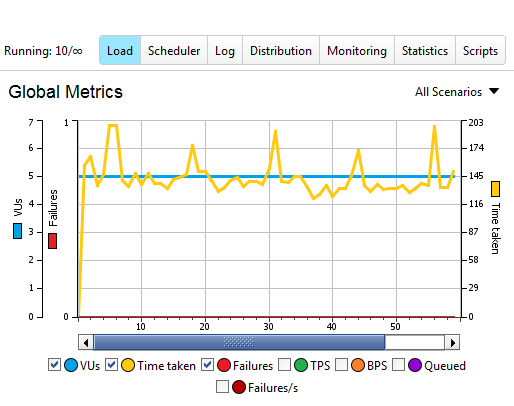 Running: 10/∞ Load Scheduler Log Distribution Monitoring Statistics Scripts
Global Metrics
All Scenarios
7 1 203
6 174
5 145
4 116
3 87
2 58
1 29
0 0 0
VUs
Failures
Time taken
10 20 30 40 50
VUs Time taken Failures TPS BPS Queued
Failures/s